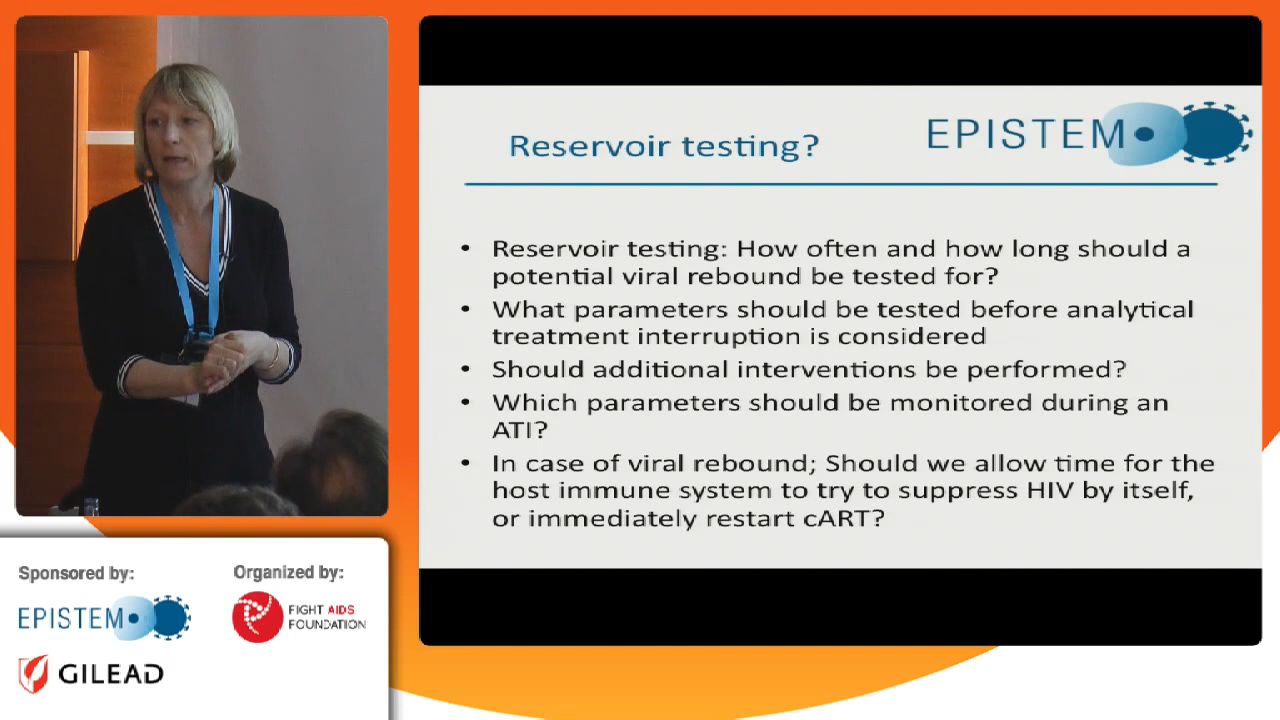 EPISTEM
Reservoir testing?
• Reservoir testing: How often and how long should a
potential viral rebound be tested for?
• What parameters should be tested before analytical
treatment interruption is considered
• Should additional interventions be performed?
• Which parameters should be monitored during an
ATI?
• In case of viral rebound; Should we allow time for the
host immune system to try to suppress HIV by itself,
or immediately restart cART?
Sponsored by:
EPISTEM
GILEAD
Organized by:
FIGHT AIDS
FOUNDATION